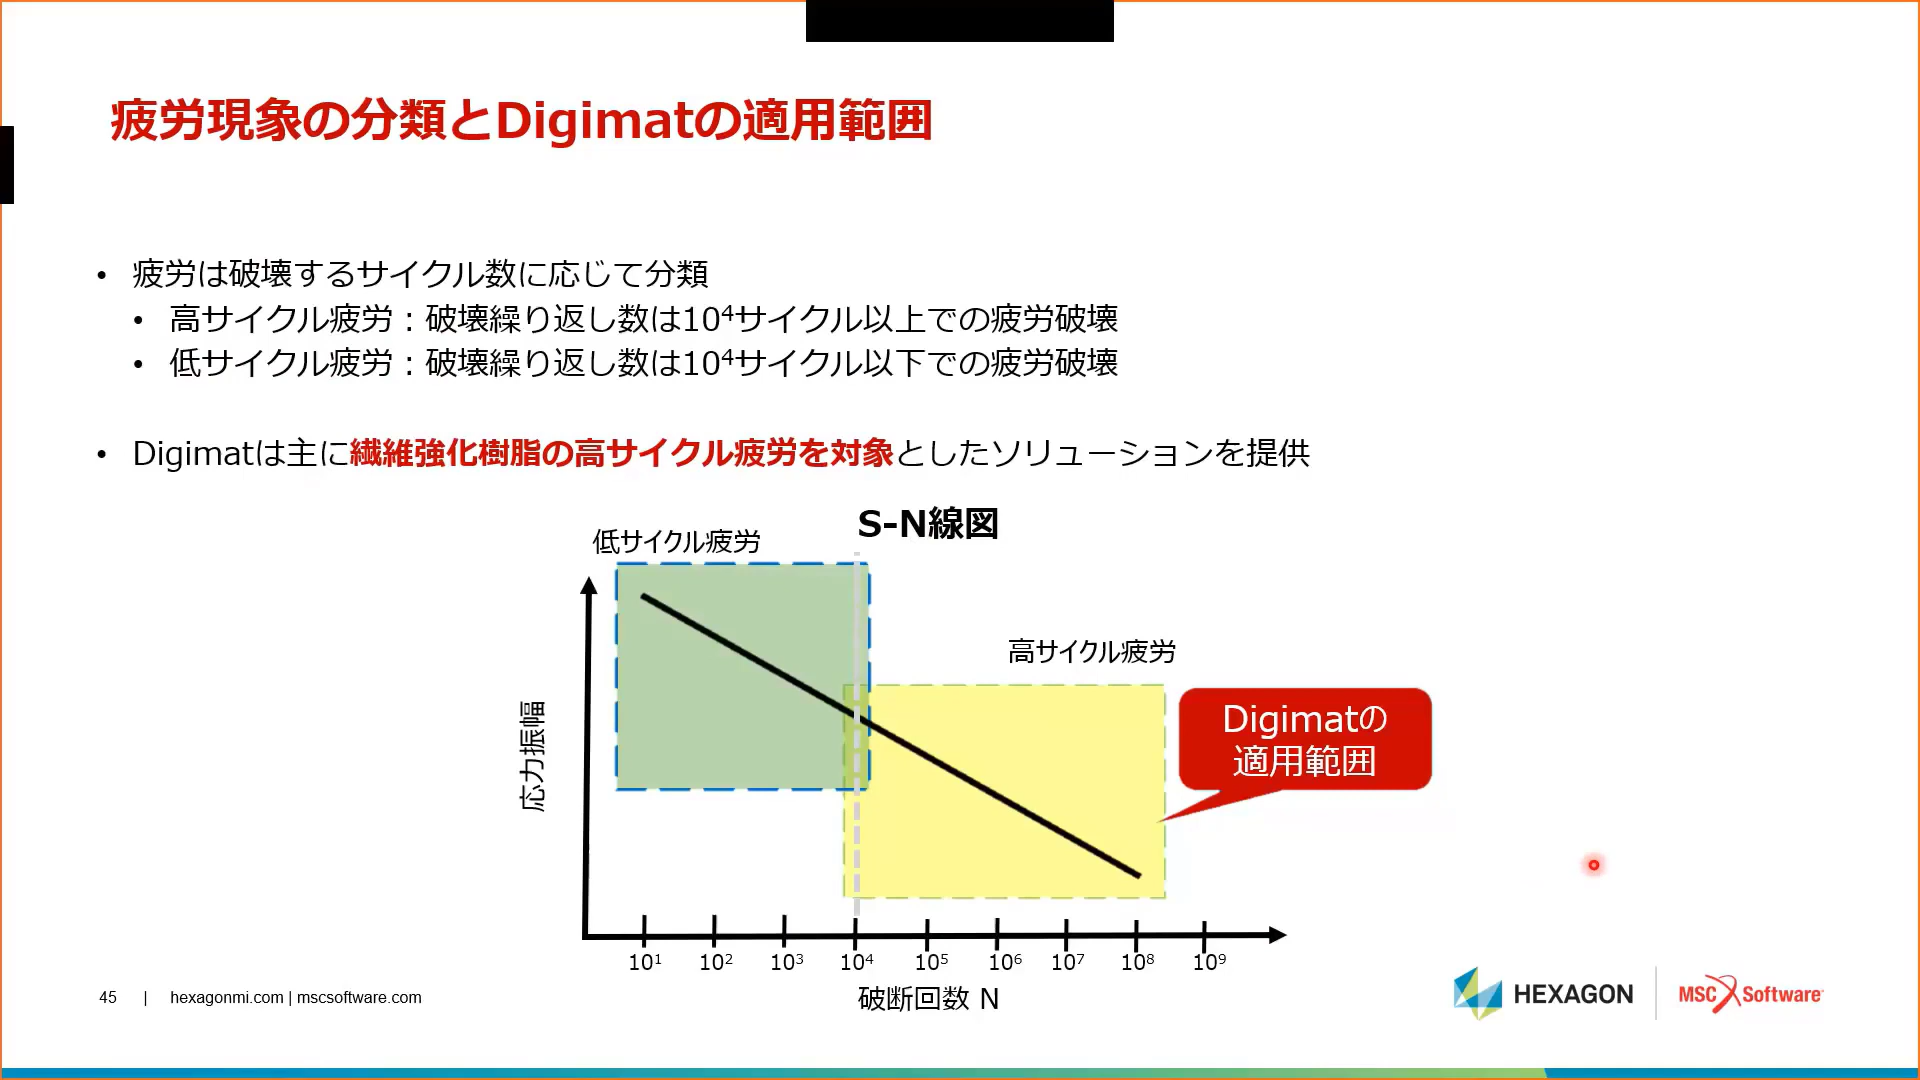 疲労現象の分類とDigimatの適用範囲
• 疲労は破壊するサイクル数に応じて分類
• 高サイクル疲労：破壊繰り返し数は10⁴サイクル以上での疲労破壊
• 低サイクル疲労：破壊繰り返し数は10⁴サイクル以下での疲労破壊
• Digimatは主に繊維強化樹脂の高サイクル疲労を対象としたソリューションを提供
S-N線図
低サイクル疲労
高サイクル疲労
Digimatの
適用範囲
応力振幅
10¹ 10² 10³ 10⁴ 10⁵ 10⁶ 10⁷ 10⁸ 10⁹
破断回数 N
45 | hexagonmi.com | mscsoftware.com
HEXAGON
MSC Software